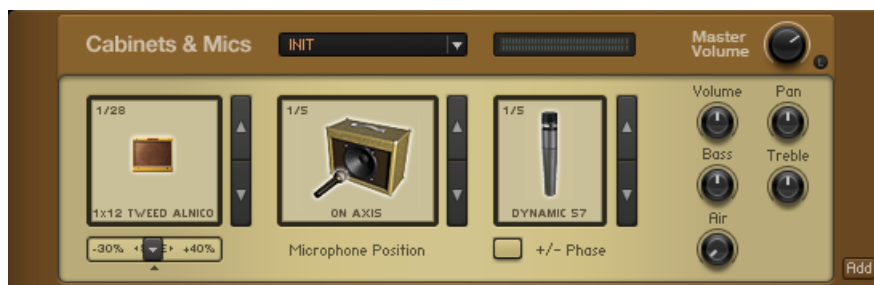 Cabinets & Mics
INIT
Master
Volume
L
Volume
Pan
1/28
1/5
1/5
Bass
Treble
1x12 TWEED ALNICO
ON AXIS
DYNAMIC 57
Air
-30%
+40%
Microphone Position
+/- Phase
Add